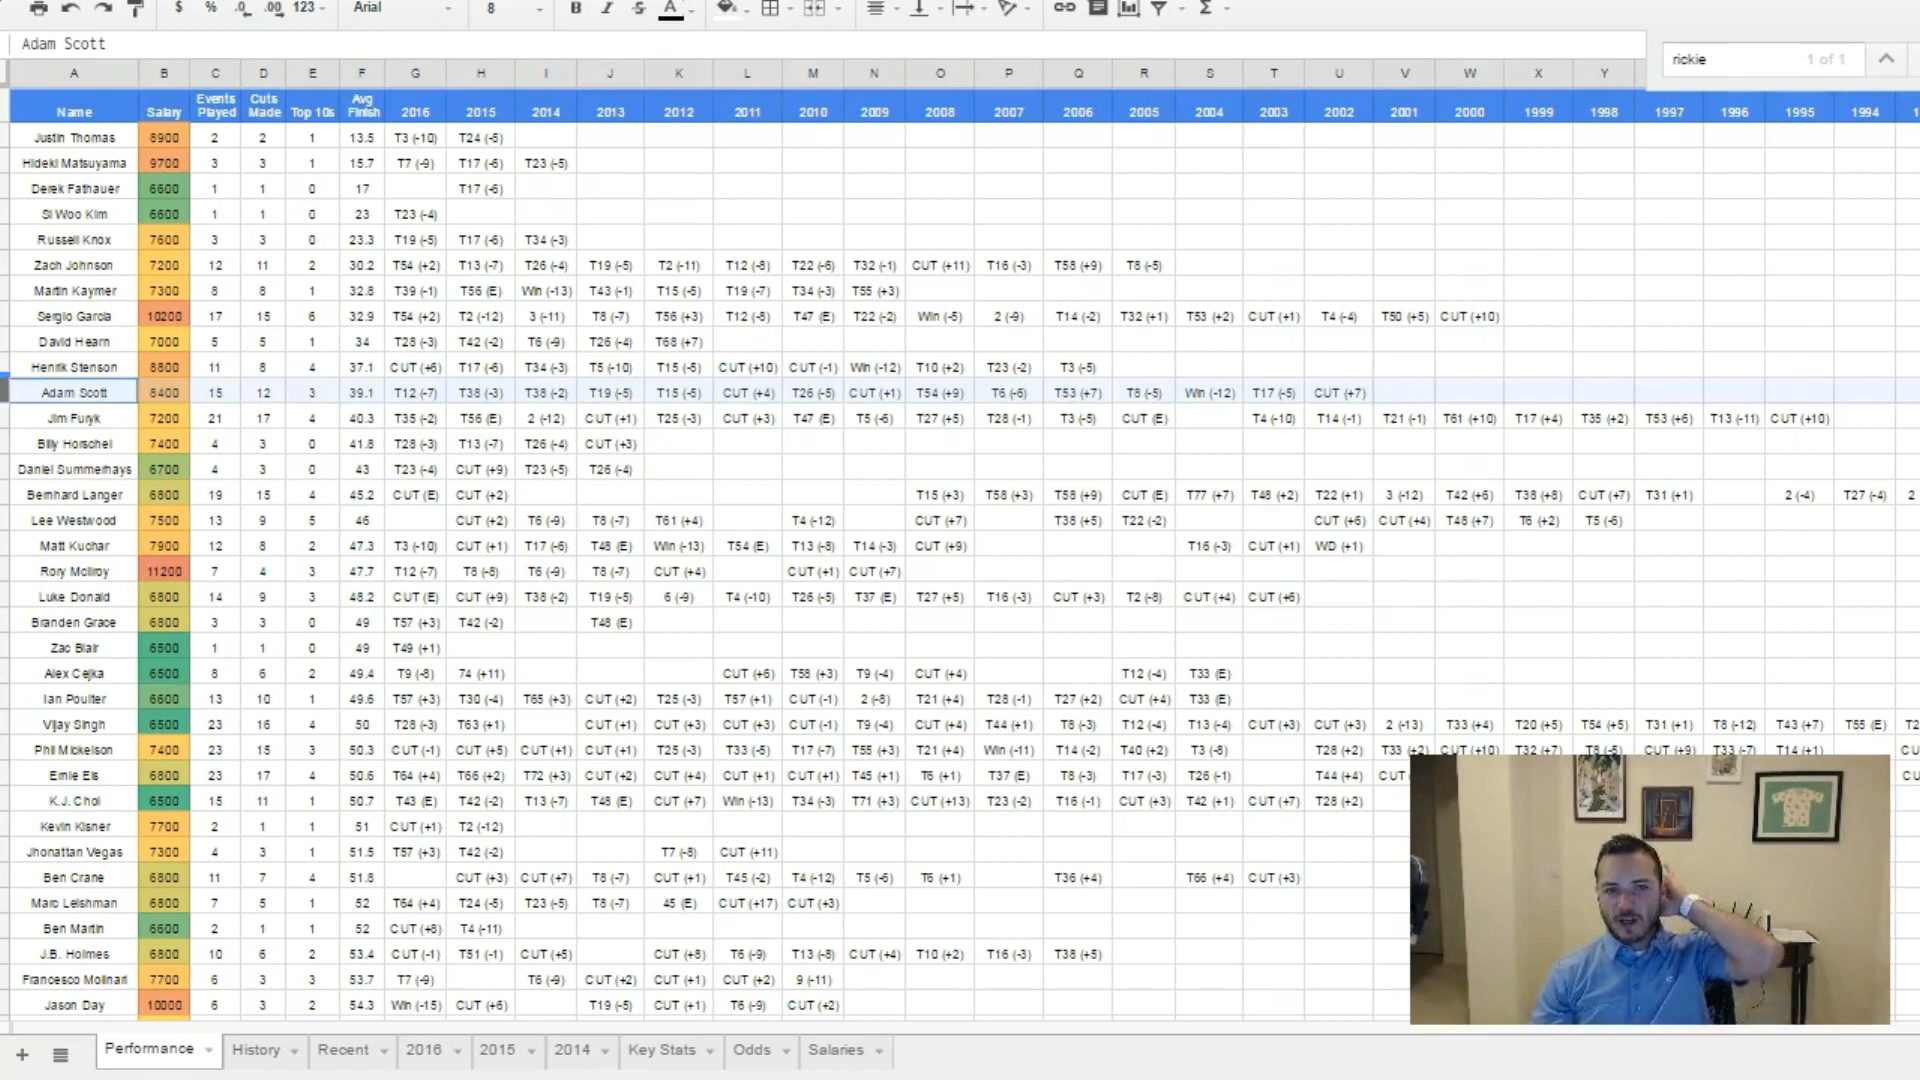 $ % .0 .00 123 Arial 8 B I S A Σ
Adam Scott
rickie 1 of 1
A B C D E F G H I J K L M N O P Q R S T U V W X Y
Name Salary Events Played Cuts Made Top 10s Avg Finish 2016 2015 2014 2013 2012 2011 2010 2009 2008 2007 2006 2005 2004 2003 2002 2001 2000 1999 1998 1997 1996 1995 1994
Justin Thomas 8900 2 2 1 13.5 T3 (-10) T24 (-5)
Hideki Matsuyama 9700 3 3 1 15.7 T7 (-9) T17 (-6) T23 (-5)
Derek Fathauer 6600 1 1 0 17 T17 (-6)
Si Woo Kim 6600 1 1 0 23 T23 (-4)
Russell Knox 7600 3 3 0 23.3 T19 (-5) T17 (-6) T34 (-3)
Zach Johnson 7200 12 11 2 30.2 T54 (+2) T13 (-7) T26 (-4) T19 (-5) T2 (-11) T12 (-8) T22 (-6) T32 (-1) CUT (+11) T16 (-3) T58 (+9) T8 (-5)
Martin Kaymer 7300 8 8 1 32.8 T39 (-1) T56 (E) Win (-13) T43 (-1) T15 (-5) T19 (-7) T34 (-3) T55 (+3)
Sergio Garcia 10200 17 15 6 32.9 T54 (+2) T2 (-12) 3 (-11) T8 (-7) T56 (+3) T12 (-8) T47 (E) T22 (-2) Win (-5) 2 (-9) T14 (-2) T32 (+1) T53 (+2) CUT (+1) T4 (-4) T50 (+5) CUT (+10)
David Hearn 7000 5 5 1 34 T28 (-3) T42 (-2) T6 (-9) T26 (-4) T68 (+7)
Henrik Stenson 8800 11 8 4 37.1 CUT (+6) T17 (-6) T34 (-3) T5 (-10) T15 (-5) CUT (+10) CUT (-1) Win (-12) T10 (+2) T23 (-2) T3 (-5)
Adam Scott 8400 15 12 3 39.1 T12 (-7) T38 (-3) T38 (-2) T19 (-5) T15 (-5) CUT (+4) T26 (-5) CUT (+1) T54 (+9) T6 (-6) T53 (+7) T8 (-5) Win (-12) T17 (-5) CUT (+7)
Jim Furyk 7200 21 17 4 40.3 T35 (-2) T56 (E) 2 (-12) CUT (+1) T25 (-3) CUT (+3) T47 (E) T5 (-6) T27 (+5) T28 (-1) T3 (-5) CUT (E) T4 (-10) T14 (-1) T21 (-1) T61 (+10) T17 (+4) T35 (+2) T53 (+6) T13 (-11) CUT (+10)
Billy Horschel 7400 4 3 0 41.8 T28 (-3) T13 (-7) T26 (-4) CUT (+3)
Daniel Summerhays 6700 4 3 0 43 T23 (-4) CUT (+9) T23 (-5) T26 (-4)
Bernhard Langer 6800 19 15 4 45.2 CUT (E) CUT (+2) T15 (+3) T58 (+3) T58 (+9) CUT (E) T77 (+7) T48 (+2) T22 (+1) 3 (-12) T42 (+6) T38 (+8) CUT (+7) T31 (+1) 2 (-4) T27 (-4) 2
Lee Westwood 7500 13 9 5 46 CUT (+2) T6 (-9) T8 (-7) T61 (+4) T4 (-12) CUT (+7) T38 (+5) T22 (-2) CUT (+6) CUT (+4) T48 (+7) T6 (+2) T5 (-6)
Matt Kuchar 7900 12 8 2 47.3 T3 (-10) CUT (+1) T17 (-6) T48 (E) Win (-13) T54 (E) T13 (-8) T14 (-3) CUT (+9) T16 (-3) CUT (+1) WD (+1)
Rory McIlroy 11200 7 4 3 47.7 T12 (-7) T8 (-8) T6 (-9) T8 (-7) CUT (+4) CUT (+1) CUT (+7)
Luke Donald 6800 14 9 3 48.2 CUT (E) CUT (+9) T38 (-2) T19 (-5) 6 (-9) T4 (-10) T26 (-5) T37 (E) T27 (+5) T16 (-3) CUT (+3) T2 (-8) CUT (+4) CUT (+6)
Branden Grace 6800 3 3 0 49 T57 (+3) T42 (-2) T48 (E)
Zac Blair 6500 1 1 0 49 T49 (+1)
Alex Cejka 6500 8 6 2 49.4 T9 (-8) 74 (+11) CUT (+6) T58 (+3) T9 (-4) CUT (+4) T12 (-4) T33 (E)
Ian Poulter 6600 13 10 1 49.6 T57 (+3) T30 (-4) T65 (+3) CUT (+2) T25 (-3) T57 (+1) CUT (-1) 2 (-8) T21 (+4) T28 (-1) T27 (+2) CUT (+4) T33 (E)
Vijay Singh 6500 23 16 4 50 T28 (-3) T63 (+1) CUT (+1) CUT (+3) CUT (+3) CUT (-1) T9 (-4) CUT (+4) T44 (+1) T8 (-3) T12 (-4) T13 (-4) CUT (+3) CUT (+3) 2 (-13) T33 (+4) T20 (+5) T54 (+5) T31 (+1) T8 (-12) T43 (+7) T55 (E) T2
Phil Mickelson 7400 23 15 3 50.3 CUT (-1) CUT (+5) CUT (+1) CUT (+1) T25 (-3) T33 (-5) T17 (-7) T55 (+3) T21 (+4) Win (-11) T14 (-2) T40 (+2) T3 (-8) T28 (+2) T33 (+2) CUT (+10) T32 (+7) T8 (-5) CUT (+9) T33 (-7) T14 (+1) CU
Ernie Els 6800 23 17 4 50.6 T64 (+4) T66 (+2) T72 (+3) CUT (+2) CUT (+4) CUT (+1) CUT (+1) T45 (+1) T6 (+1) T37 (E) T8 (-3) T17 (-3) T26 (-1) T44 (+4) CUT CU
K.J. Choi 6500 15 11 1 50.7 T43 (E) T42 (-2) T13 (-7) T48 (E) CUT (+7) Win (-13) T34 (-3) T71 (+3) CUT (+13) T23 (-2) T16 (-1) CUT (+3) T42 (+1) CUT (+7) T28 (+2)
Kevin Kisner 7700 2 1 1 51 CUT (+1) T2 (-12)
Jhonattan Vegas 7300 4 3 1 51.5 T57 (+3) T42 (-2) T7 (-8) CUT (+11)
Ben Crane 6800 11 7 4 51.8 CUT (+3) CUT (+7) T8 (-7) CUT (+1) T45 (-2) T4 (-12) T5 (-6) T6 (+1) T36 (+4) T66 (+4) CUT (+3)
Marc Leishman 6800 7 5 1 52 T64 (+4) T24 (-5) T23 (-5) T8 (-7) 45 (E) CUT (+17) CUT (+3)
Ben Martin 6600 2 1 1 52 CUT (+8) T4 (-11)
J.B. Holmes 6800 10 6 2 53.4 CUT (-1) T51 (-1) CUT (+5) CUT (+8) T6 (-9) T13 (-8) CUT (+4) T10 (+2) T16 (-3) T38 (+5)
Francesco Molinari 7700 6 3 3 53.7 T7 (-9) T6 (-9) CUT (+2) CUT (+1) CUT (+2) 9 (-11)
Jason Day 10000 6 3 2 54.3 Win (-15) CUT (+6) T19 (-5) CUT (+1) T6 (-9) CUT (+2)
+ Performance History Recent 2016 2015 2014 Key Stats Odds Salaries